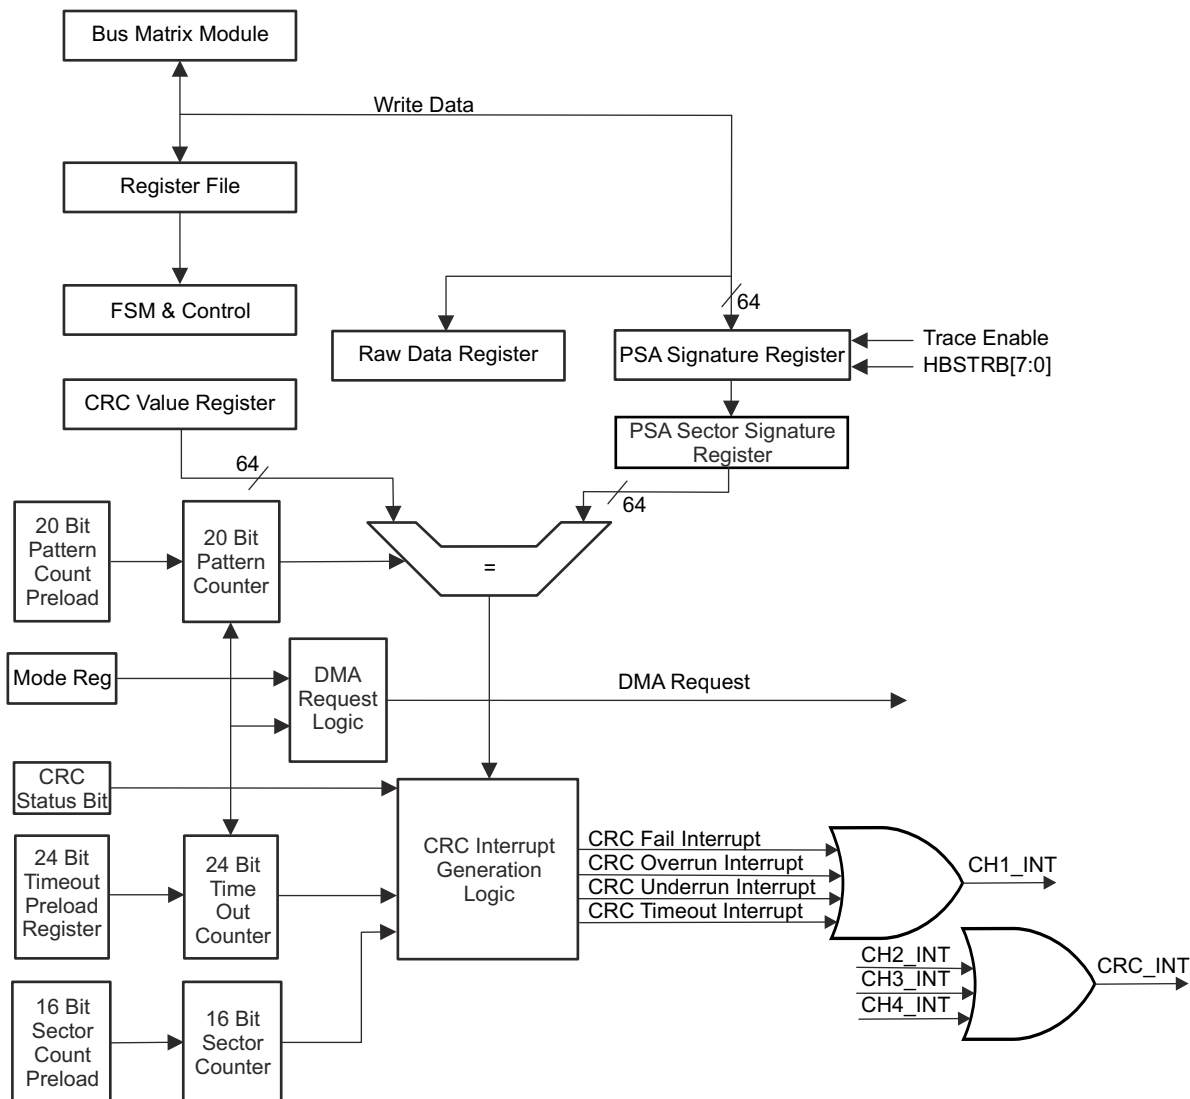 Bus Matrix Module
Write Data
Register File
FSM & Control
64
Raw Data Register
PSA Signature Register
Trace Enable
HBSTRB[7:0]
CRC Value Register
PSA Sector Signature
Register
64
64
20 Bit
Pattern
Count
Preload
20 Bit
Pattern
Counter
=
Mode Reg
DMA
Request
Logic
DMA Request
CRC
Status Bit
24 Bit
Timeout
Preload
Register
24 Bit
Time
Out
Counter
CRC Interrupt
Generation
Logic
CRC Fail Interrupt
CRC Overrun Interrupt
CRC Underrun Interrupt
CRC Timeout Interrupt
CH1_INT
CH2_INT
CH3_INT
CH4_INT
CRC_INT
16 Bit
Sector
Count
Preload
16 Bit
Sector
Counter